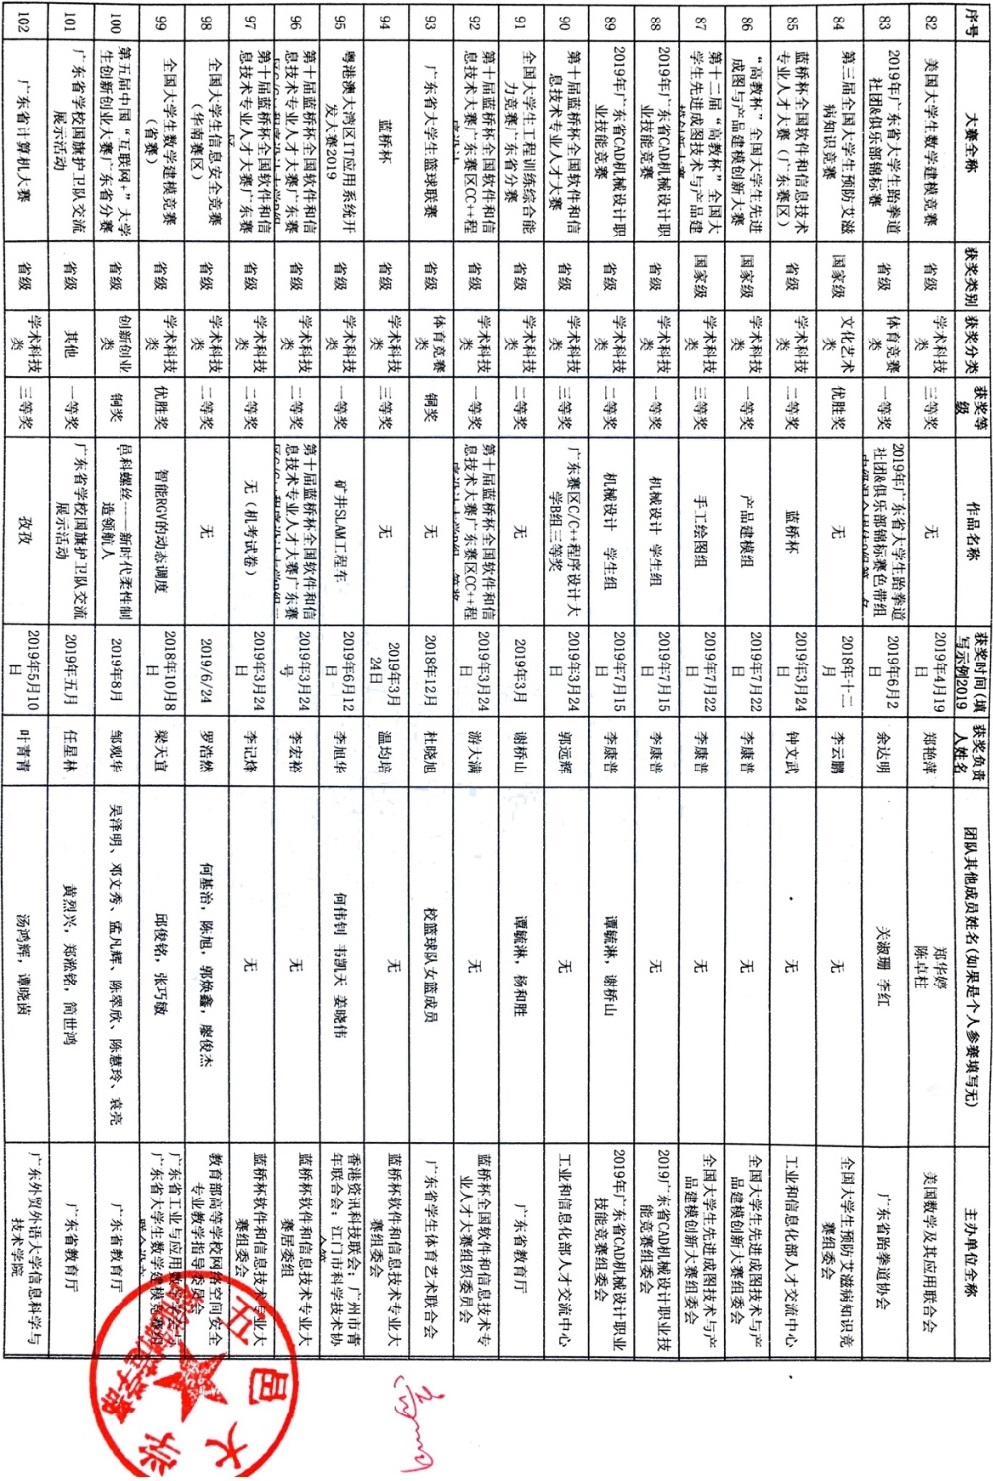 序号 大赛全称 获奖类别 获奖分类 获奖等级 作品名称 获奖时间(填写示例2019 获奖负责人姓名 团队其他成员姓名(如果是个人参赛填写无) 主办单位全称
82 美国大学生数学建模竞赛 省级 学术科技类 三等奖 无 2019年4月19日 郑艳萍 郑华婷 陈卓柱 美国数学及其应用联合会
83 2019年广东省大学生跆拳道社团&俱乐部锦标赛 省级 体育竞赛类 一等奖 2019年广东省大学生跆拳道社团&俱乐部锦标赛色带组 2019年6月2日 余达明 关淑珊 李红 广东省跆拳道协会
84 第三届全国大学生预防艾滋病知识竞赛 国家级 文化艺术类 优胜奖 无 2018年十二月 李云鹏 无 全国大学生预防艾滋病知识竞赛组委会
85 蓝桥杯全国软件和信息技术专业人才大赛（广东赛区） 省级 学术科技类 二等奖 蓝桥杯 2019年3月24日 钟文武 无 工业和信息化部人才交流中心
86 “高教杯”全国大学生先进成图与产品建模创新大赛 国家级 学术科技类 一等奖 产品建模组 2019年7月22日 李康普 无 全国大学生先进成图技术与产品建模创新大赛组委会
87 第十二届“高教杯”全国大学生先进成图技术与产品建 国家级 学术科技类 三等奖 手工绘图组 2019年7月22日 李康普 无 全国大学生先进成图技术与产品建模创新大赛组委会
88 2019年广东省CAD机械设计职业技能竞赛 省级 学术科技类 一等奖 机械设计 学生组 2019年7月15日 李康普 无 2019广东省CAD机械设计职业技能竞赛组委会
89 2019年广东省CAD机械设计职业技能竞赛 省级 学术科技类 二等奖 机械设计 学生组 2019年7月15日 李康普 谭毓淋，谢桥山 2019年广东省CAD机械设计职业技能竞赛组委会
90 第十届蓝桥杯全国软件和信息技术专业人才大赛 省级 学术科技类 三等奖 广东赛区C/C++程序设计大学B组三等奖 2019年3月24日 郭远辉 无 工业和信息化部人才交流中心
91 全国大学生工程训练综合能力竞赛广东省分赛 省级 学术科技类 二等奖 无 2019年3月 谢桥山 谭毓淋，杨和胜 广东省教育厅
92 第十届蓝桥杯全国软件和信息技术大赛广东赛区CC++程 省级 学术科技类 一等奖 第十届蓝桥杯全国软件和信息技术大赛广东赛区CC++程 2019年3月24日 游大满 无 蓝桥杯全国软件和信息技术专业人才大赛组织委员会
93 广东省大学生篮球联赛 省级 体育竞赛类 铜奖 无 2018年12月 杜晓旭 校篮球队女篮成员 广东省学生体育艺术联合会
94 蓝桥杯 省级 学术科技类 三等奖 无 2019年3月24日 温均培 无 蓝桥杯软件和信息技术专业大赛组委会
95 粤港澳大湾区IT应用系统开发大赛2019 省级 学术科技类 一等奖 矿井SLAM工程车 2019年6月12日 李旭华 何伟钊 韦凯天 姜晓伟 香港资讯科技联会；广州市青年联合会；江门市科学技术协
96 第十届蓝桥杯全国软件和信息技术专业人才大赛广东赛 省级 学术科技类 二等奖 第十届蓝桥杯全国软件和信息技术专业人才大赛广东赛 2019年3月24号 李宏裕 无 蓝桥杯软件和信息技术专业大赛居委组
97 第十届蓝桥杯全国软件和信息技术专业人才大赛广东赛区 省级 学术科技类 二等奖 无（机考试卷） 2019年3月24日 李记烽 无 蓝桥杯软件和信息技术专业大赛组委会
98 全国大学生信息安全竞赛（华南赛区） 省级 学术科技类 二等奖 无 2019/6/24 罗浩然 何基治，陈旭，郭焕鑫，廖俊杰 教育部高等学校网络空间安全专业教学指导委员会
99 全国大学生数学建模竞赛（省赛） 省级 学术科技类 优胜奖 智能RGV的动态调度 2018年10月8日 梁天宜 邱俊铭，张巧敏 广东省工业与应用数学学会，广东省大学生数学建模竞赛组
100 第五届中国“互联网+”大学生创新创业大赛广东省分赛 省级 创新创业类 铜奖 邑科螺丝——新时代柔性制造领航人 2019年8月 邹观华 吴泽明、邓文秀、孟凡辉、陈翠欣、陈慧玲、袁亮 广东省教育厅
101 广东省学校国旗护卫队交流展示活动 省级 其他 一等奖 广东省学校国旗护卫队交流展示活动 2019年五月 任星林 黄烈兴，郑淞铭，简世鸿 广东省教育厅
102 广东省计算机大赛 省级 学术科技类 三等奖 孜孜 2019年5月10日 叶青青 汤鸿辉，谭晓茵 广东外贸外语大学信息科学与技术学院
五邑大学